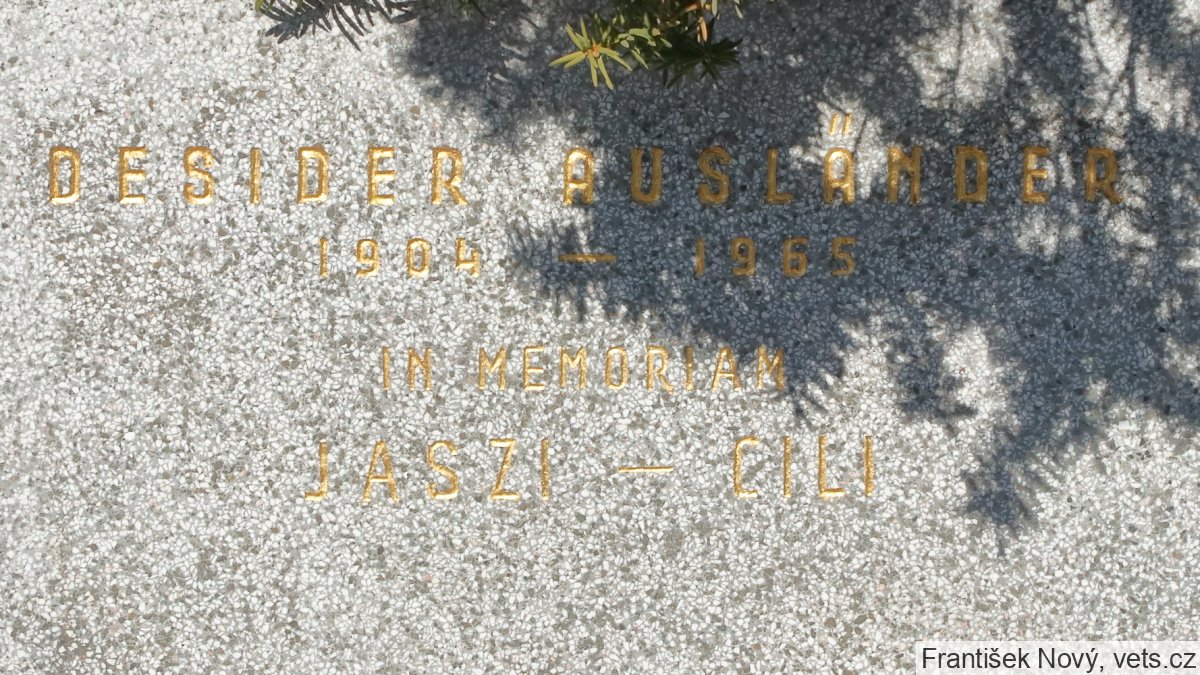 DESIDER AUSLÄNDER
1904 — 1965
IN MEMORIAM
JASZI — CILI
František Nový, vets.cz